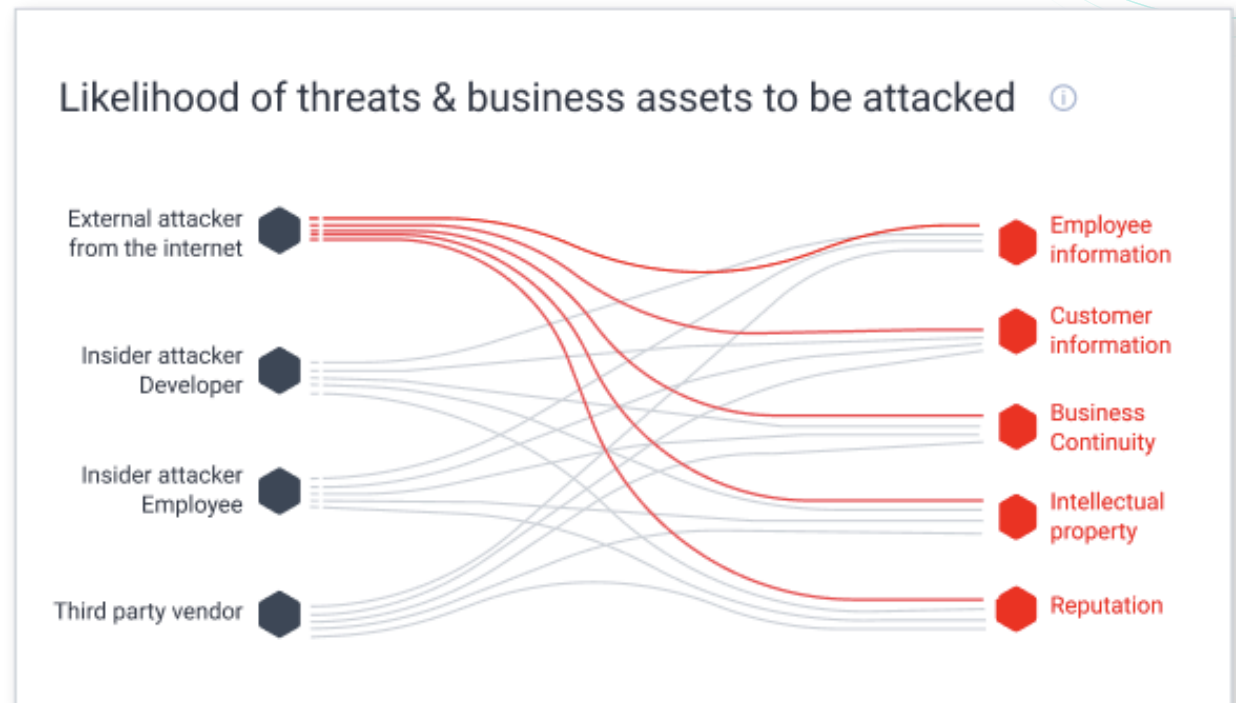 Likelihood of threats & business assets to be attacked
External attacker
from the internet
Insider attacker
Developer
Insider attacker
Employee
Third party vendor
Employee
information
Customer
information
Business
Continuity
Intellectual
property
Reputation